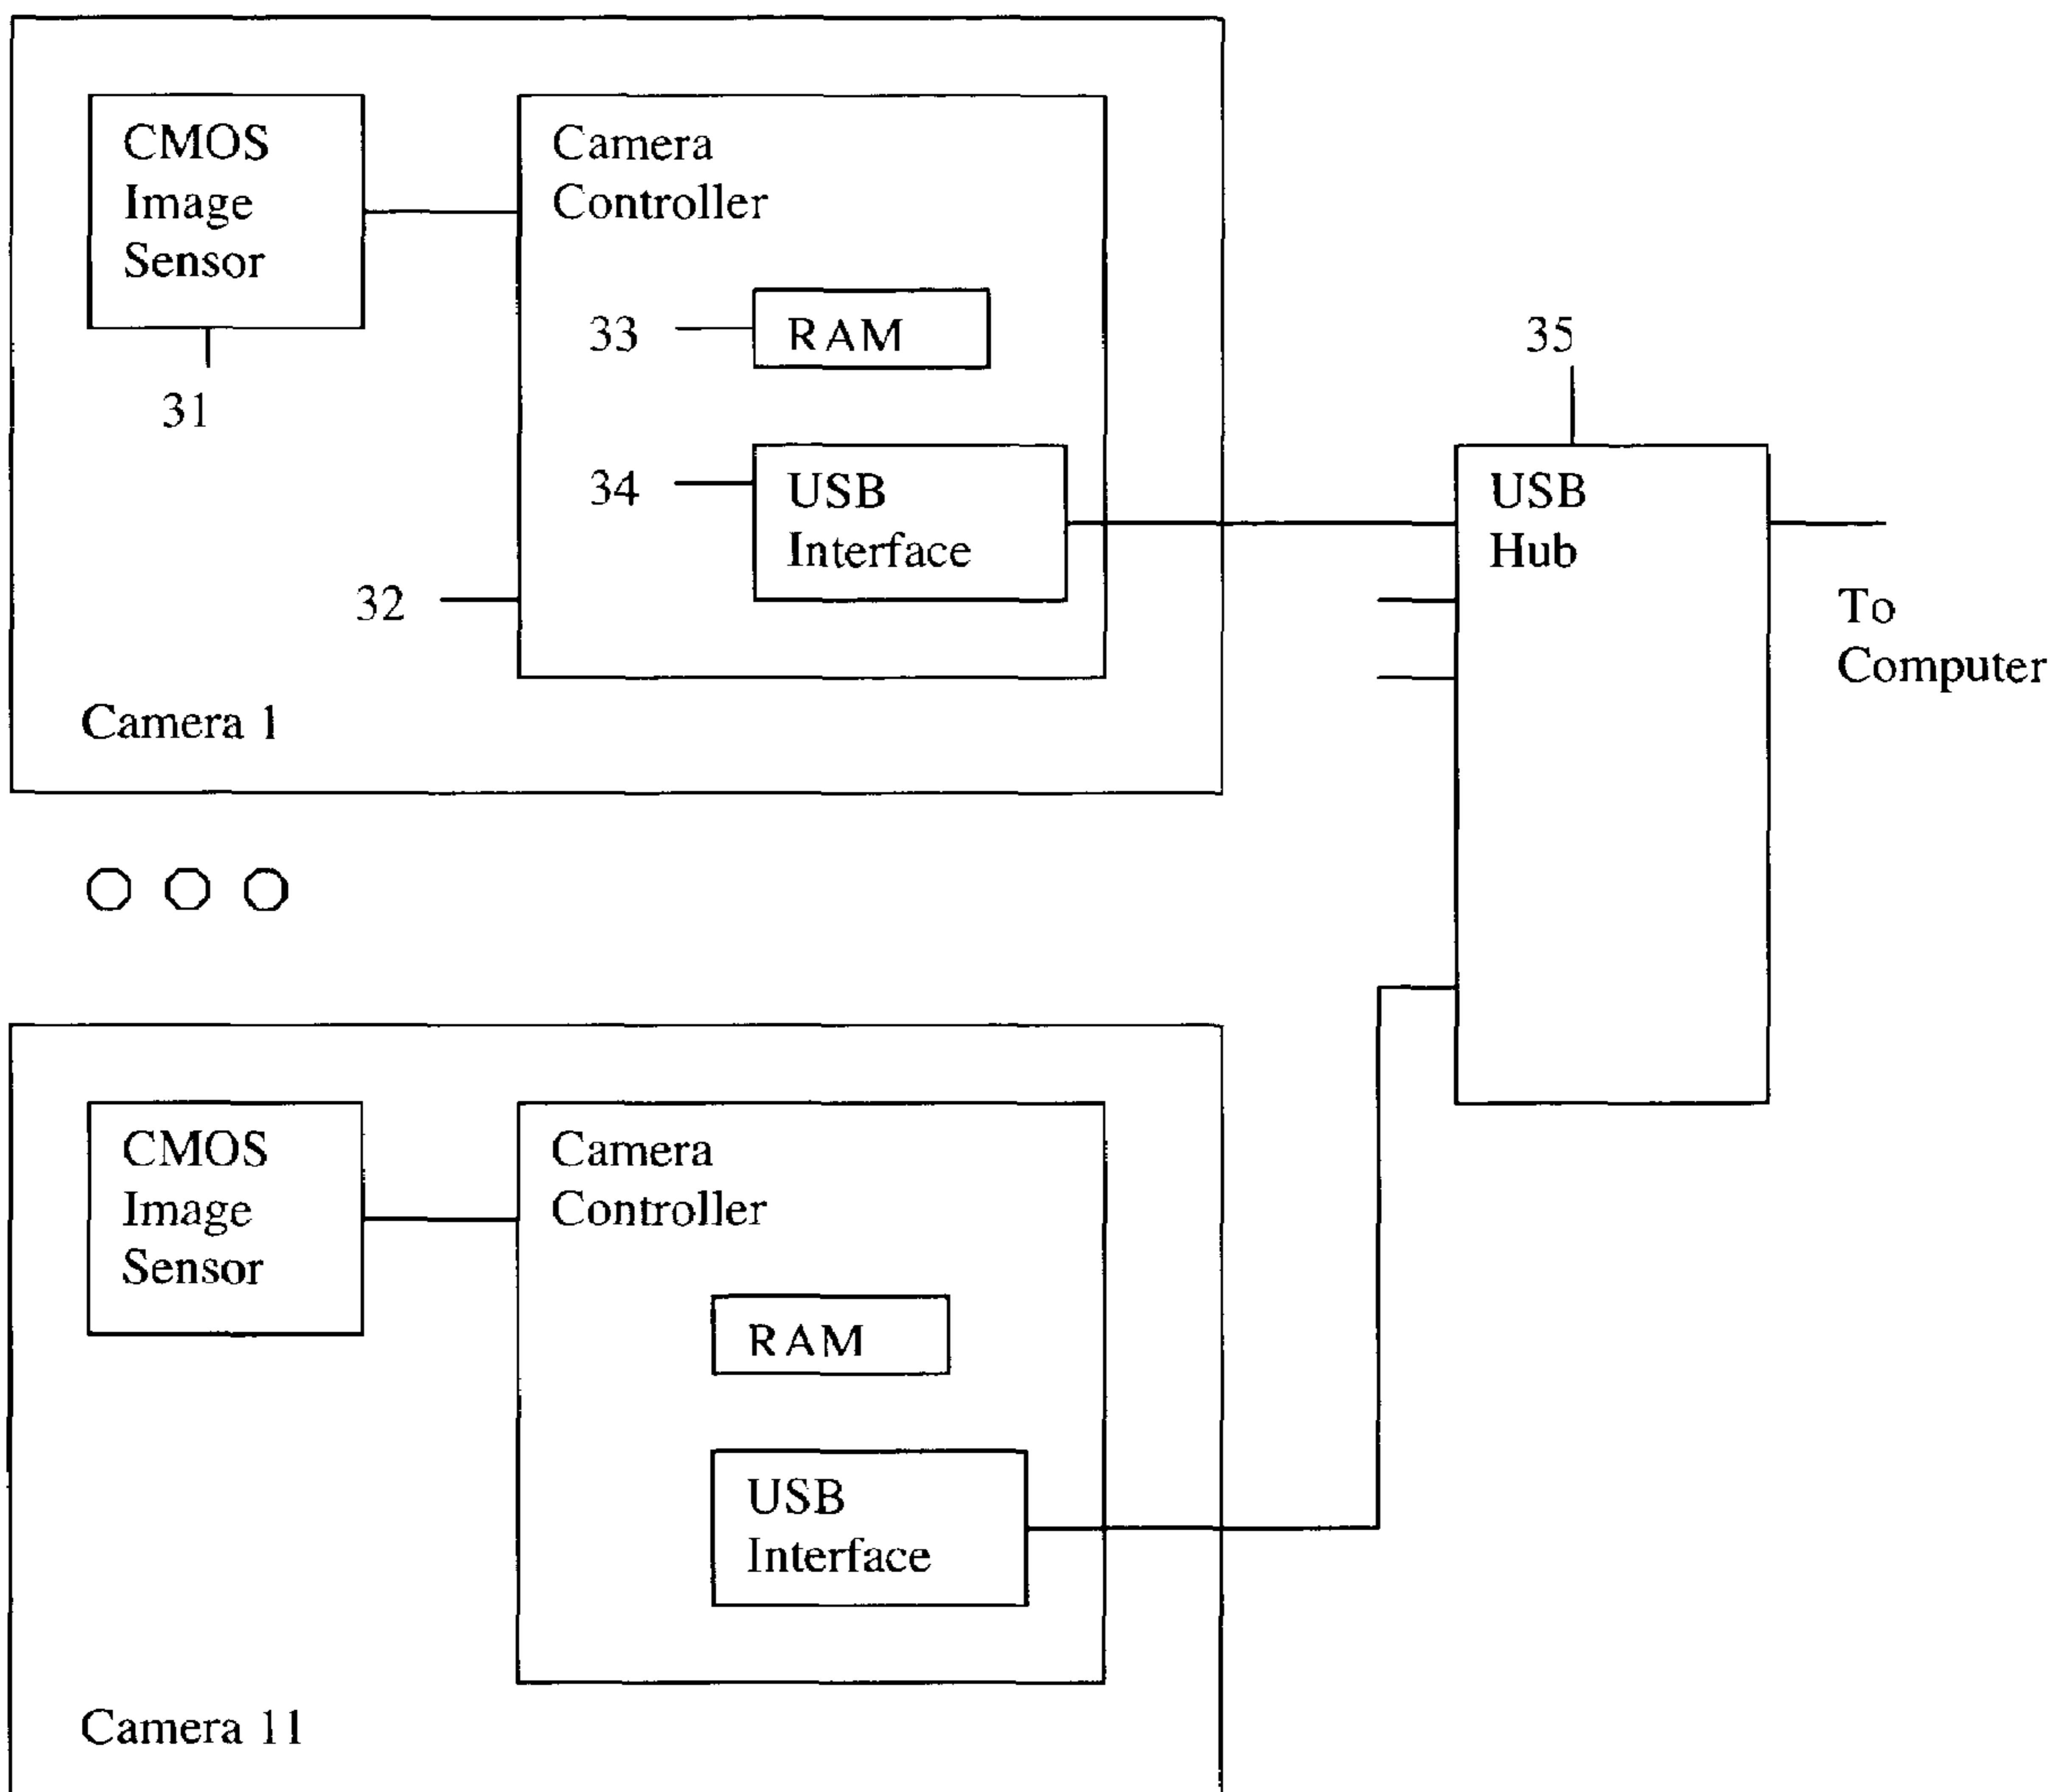 CMOS
Image
Sensor
31
Camera
Controller
33
RAM
34
USB
Interface
32
Camera 1
35
USB
Hub
To
Computer
CMOS
Image
Sensor
Camera
Controller
RAM
USB
Interface
Camera 11